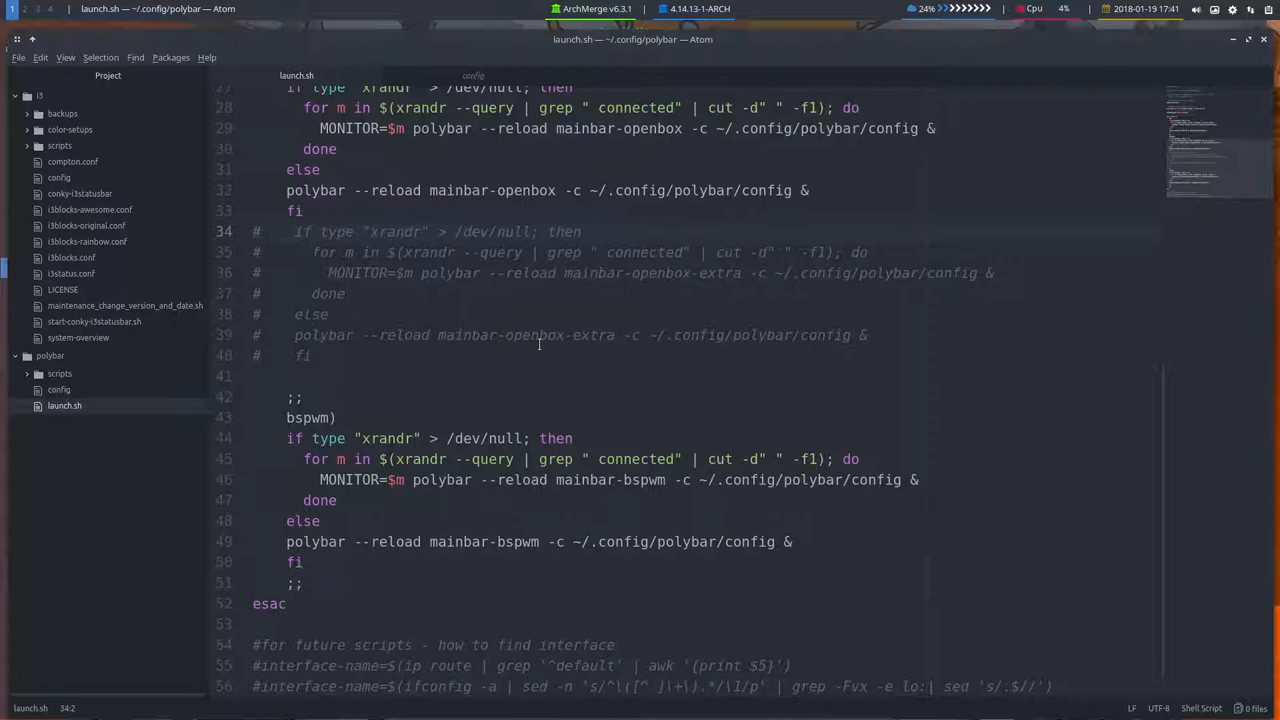 1 2 3 4 launch.sh — ~/.config/polybar — Atom ArchMerge v6.3.1 4.14.13-1-ARCH 24% Cpu 4% 2018-01-19 17:41
launch.sh — ~/.config/polybar — Atom
File Edit View Selection Find Packages Help
Project
i3
backups
color-setups
scripts
compton.conf
config
conky-i3statusbar
i3blocks-awesome.conf
i3blocks-original.conf
i3blocks-rainbow.conf
i3blocks.conf
i3status.conf
LICENSE
maintenance_change_version_and_date.sh
start-conky-i3statusbar.sh
system-overview
polybar
scripts
config
launch.sh
launch.sh config
27 if type "xrandr" > /dev/null; then
28 for m in $(xrandr --query | grep " connected" | cut -d" " -f1); do
29 MONITOR=$m polybar --reload mainbar-openbox -c ~/.config/polybar/config &
30 done
31 else
32 polybar --reload mainbar-openbox -c ~/.config/polybar/config &
33 fi
34 # if type "xrandr" > /dev/null; then
35 # for m in $(xrandr --query | grep " connected" | cut -d" " -f1); do
36 # MONITOR=$m polybar --reload mainbar-openbox-extra -c ~/.config/polybar/config &
37 # done
38 # else
39 # polybar --reload mainbar-openbox-extra -c ~/.config/polybar/config &
40 # fi
41
42 ;;
43 bspwm)
44 if type "xrandr" > /dev/null; then
45 for m in $(xrandr --query | grep " connected" | cut -d" " -f1); do
46 MONITOR=$m polybar --reload mainbar-bspwm -c ~/.config/polybar/config &
47 done
48 else
49 polybar --reload mainbar-bspwm -c ~/.config/polybar/config &
50 fi
51 ;;
52 esac
53
54 #for future scripts - how to find interface
55 #interface-name=$(ip route | grep '^default' | awk '{print $5}')
56 #interface-name=$(ifconfig -a | sed -n 's/^\([^ ]\+\).*/\1/p' | grep -Fvx -e lo:| sed 's/.$//')
launch.sh 34:2 LF UTF-8 Shell Script 0 files